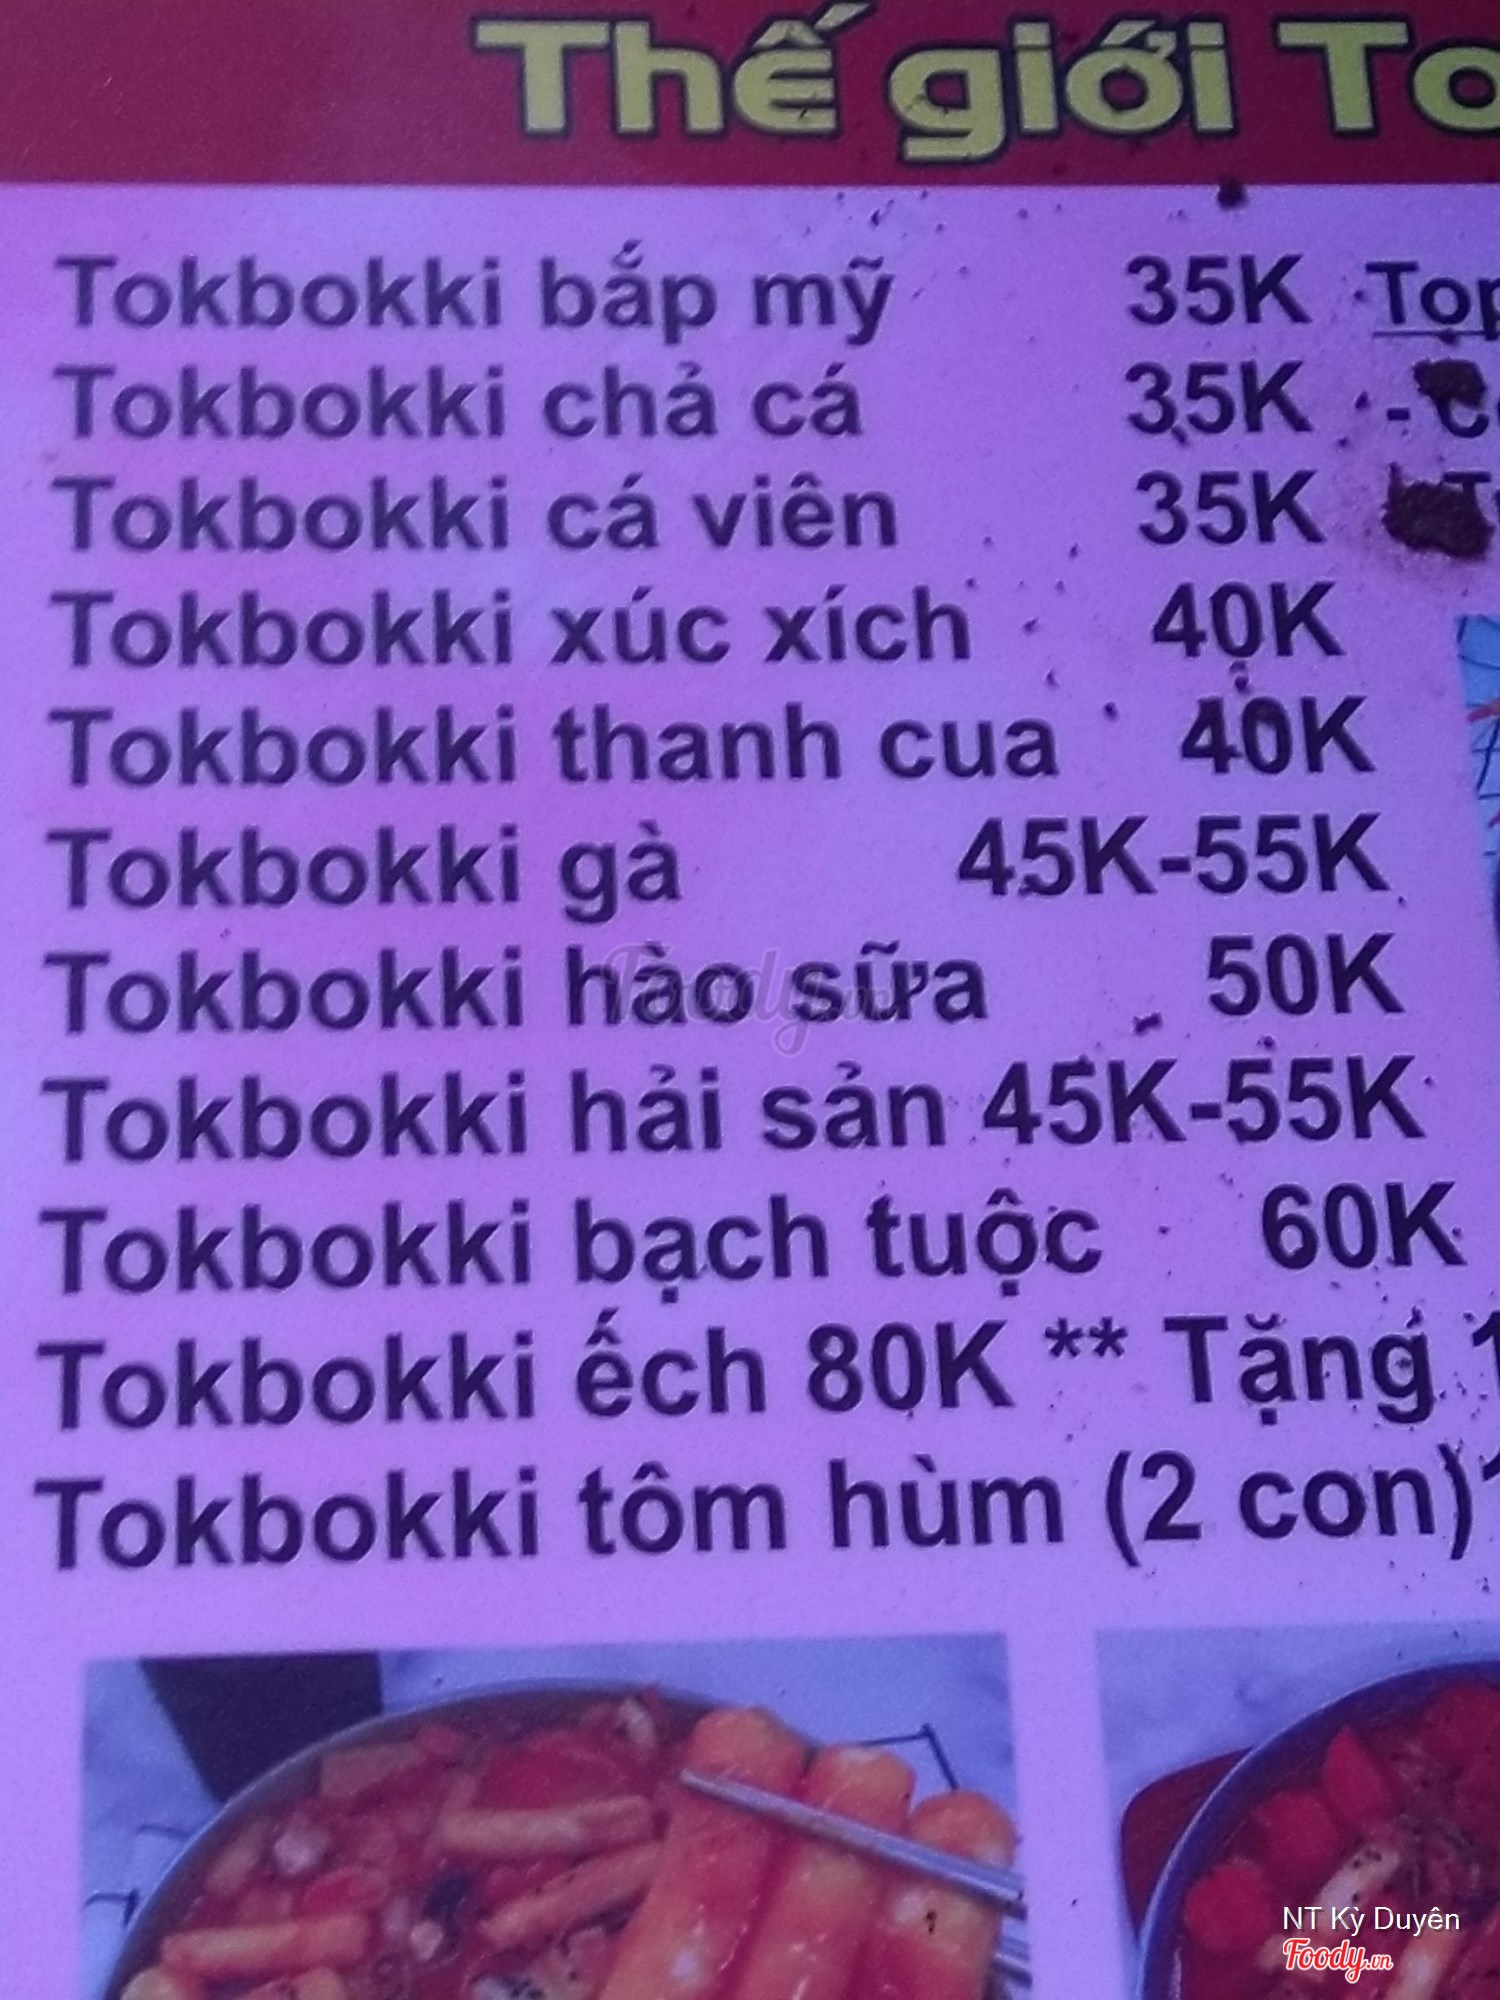 Thế giới
Tokbokki bắp mỹ 35K
Tokbokki chả cá 35K
Tokbokki cá viên 35K
Tokbokki xúc xích 40K
Tokbokki thanh cua 40K
Tokbokki gà 45K-55K
Tokbokki hào sữa 50K
Tokbokki hải sản 45K-55K
Tokbokki bạch tuộc 60K
Tokbokki ếch 80K ** Tặng
Tokbokki tôm hùm (2 con)
Foody.vn
NT Kỳ Duyên
Foody.vn